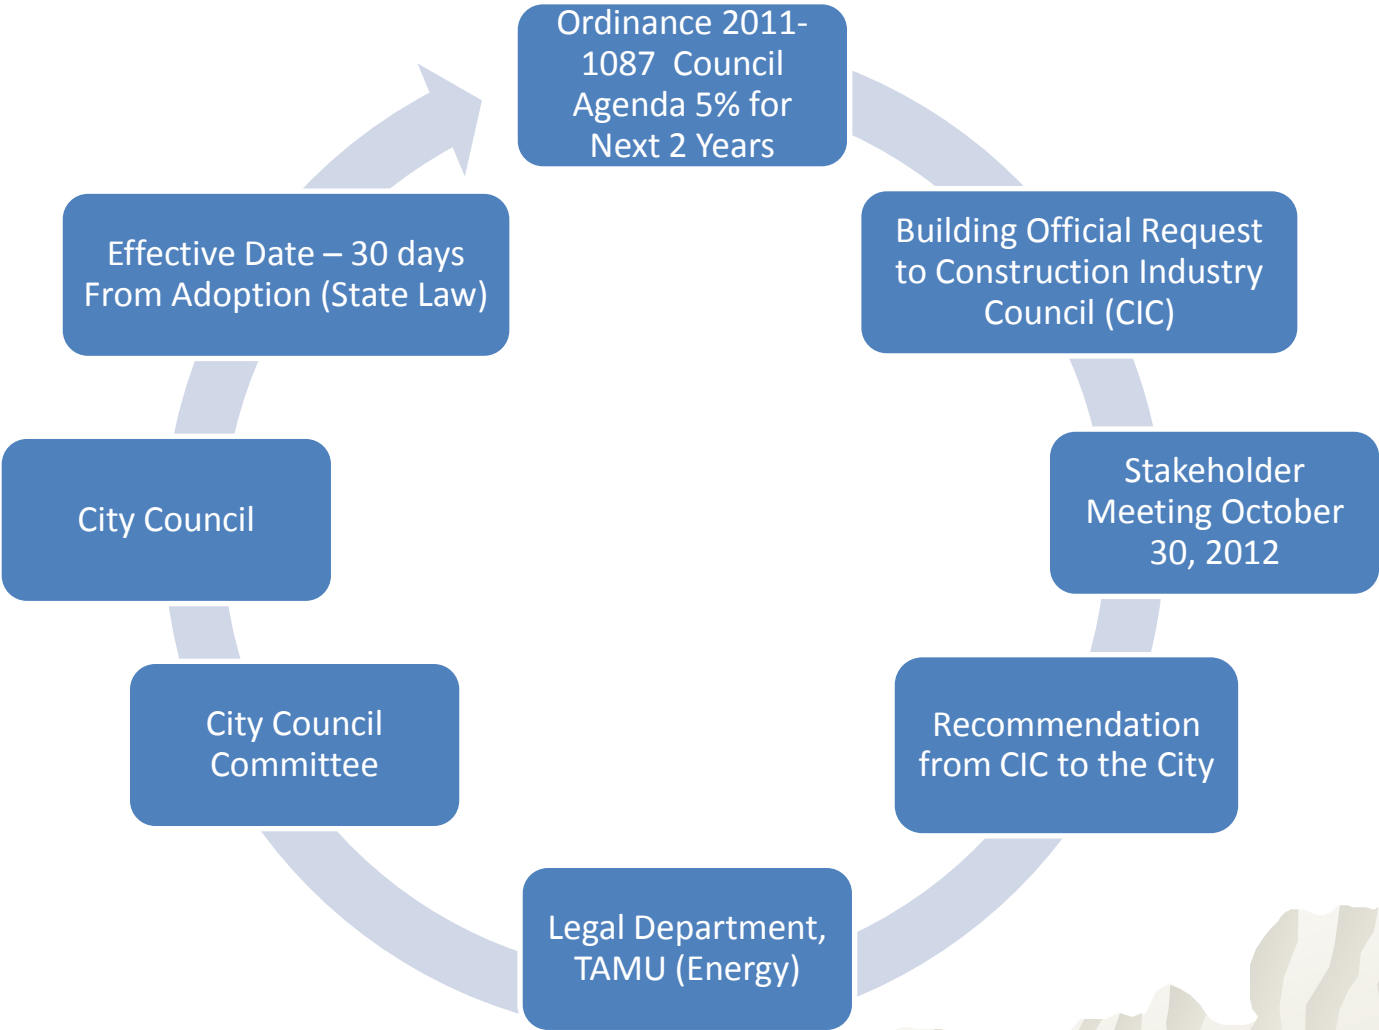 Ordinance 2011-
1087 Council
Agenda 5% for
Next 2 Years
Building Official Request
to Construction Industry
Council (CIC)
Stakeholder
Meeting October
30, 2012
Recommendation
from CIC to the City
Legal Department,
TAMU (Energy)
City Council
Committee
City Council
Effective Date – 30 days
From Adoption (State Law)